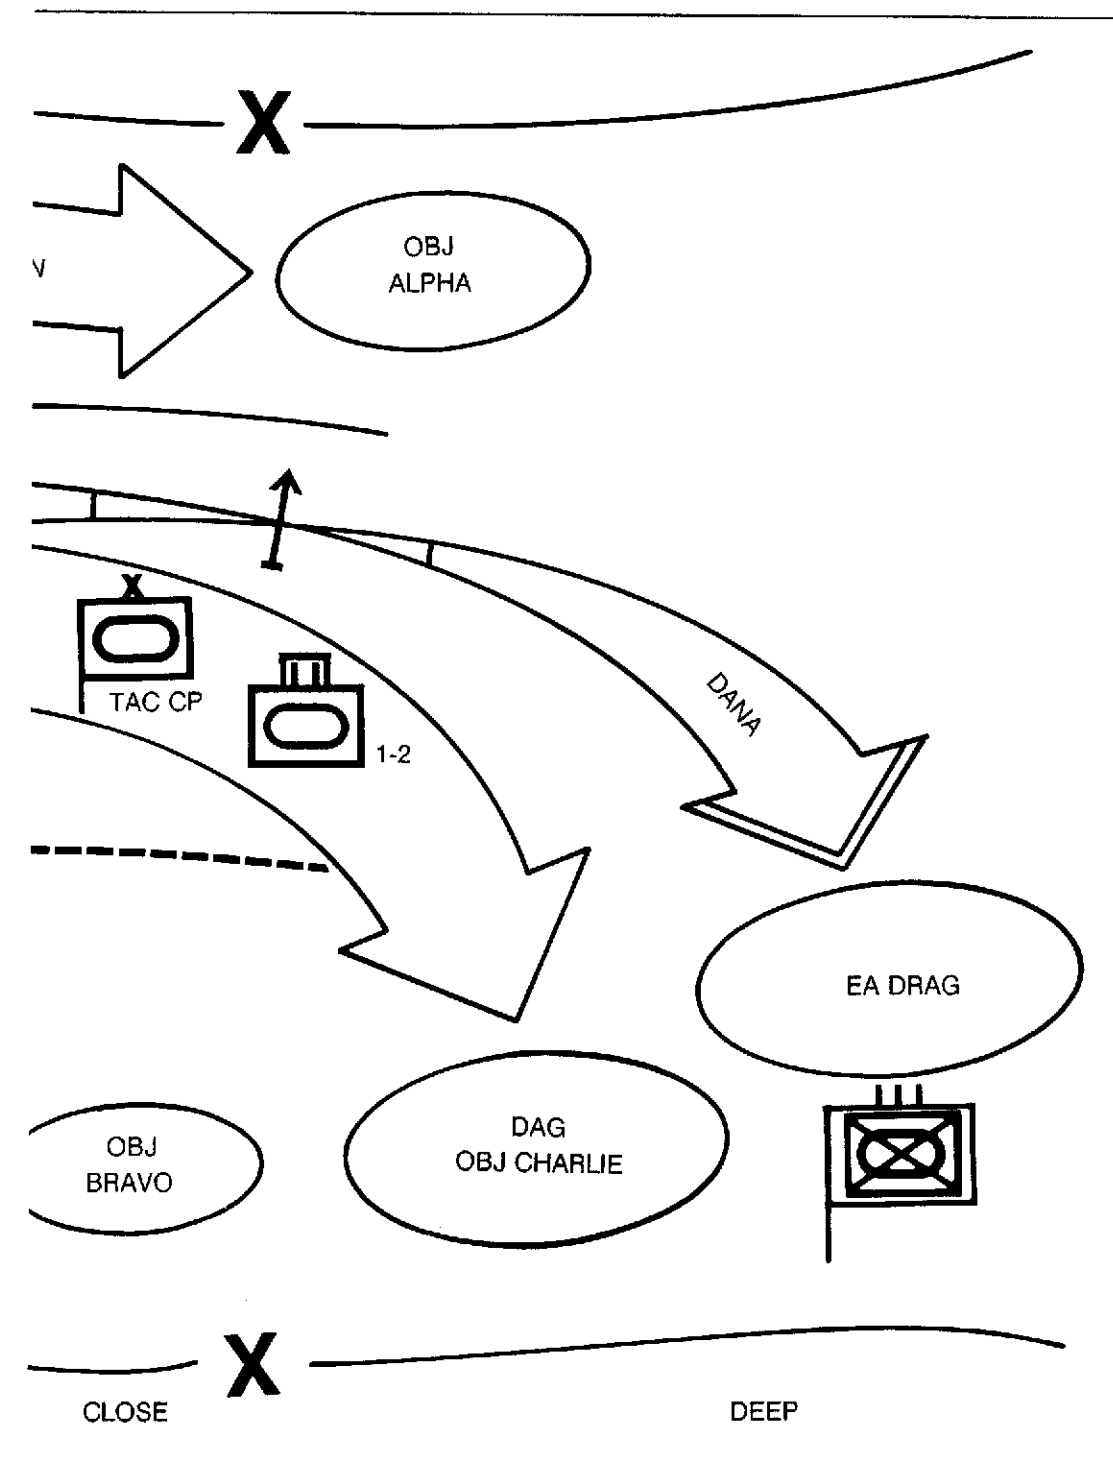 X
OBJ
ALPHA
X
TAC CP
1-2
DANA
EA DRAG
DAG
OBJ CHARLIE
OBJ
BRAVO
X
CLOSE
DEEP